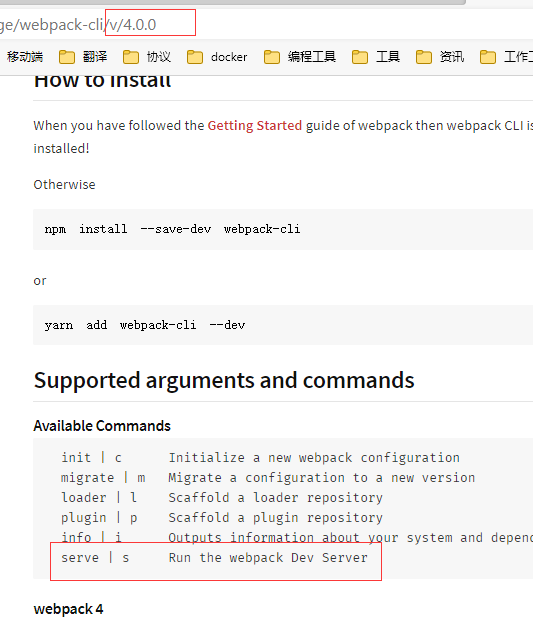 ge/webpack-cli/v/4.0.0
移动端 翻译 协议 docker 编程工具 工具 资讯
How to install
When you have followed the Getting Started guide of webpack then webpack CLI is
installed!
Otherwise
npm install --save-dev webpack-cli
or
yarn add webpack-cli --dev
Supported arguments and commands
Available Commands
init | c Initialize a new webpack configuration
migrate | m Migrate a configuration to a new version
loader | l Scaffold a loader repository
plugin | p Scaffold a plugin repository
info | i Outputs information about your system and
serve | s Run the webpack Dev Server
webpack 4